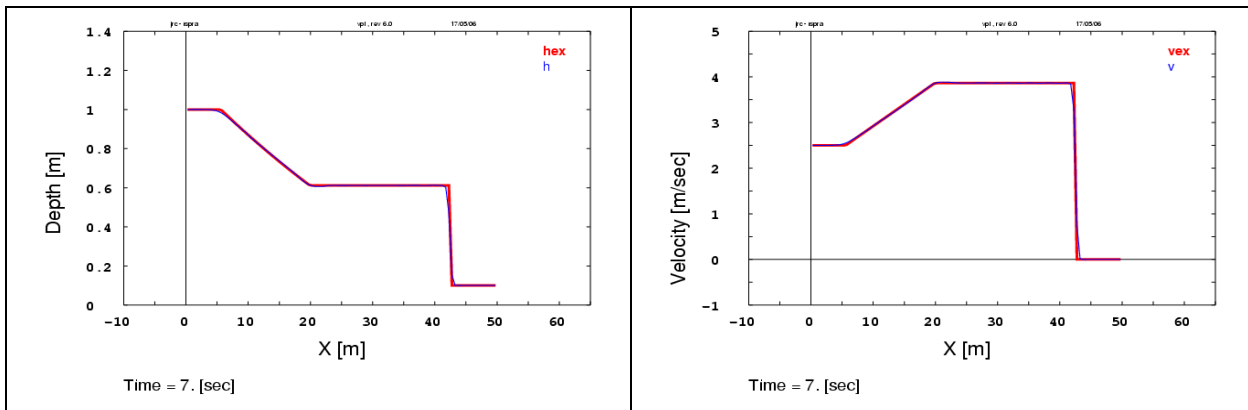 jrc - ispra vpl , rev 6.0 17/05/06
1.4
hex
h
1.2
1
0.8
0.6
0.4
0.2
0
Depth [m]
-10 0 10 20 30 40 50 60
X [m]
Time = 7. [sec]
jrc - ispra vpl , rev 6.0 17/05/06
5
vex
v
4
3
2
1
0
-1
Velocity [m/sec]
-10 0 10 20 30 40 50 60
X [m]
Time = 7. [sec]